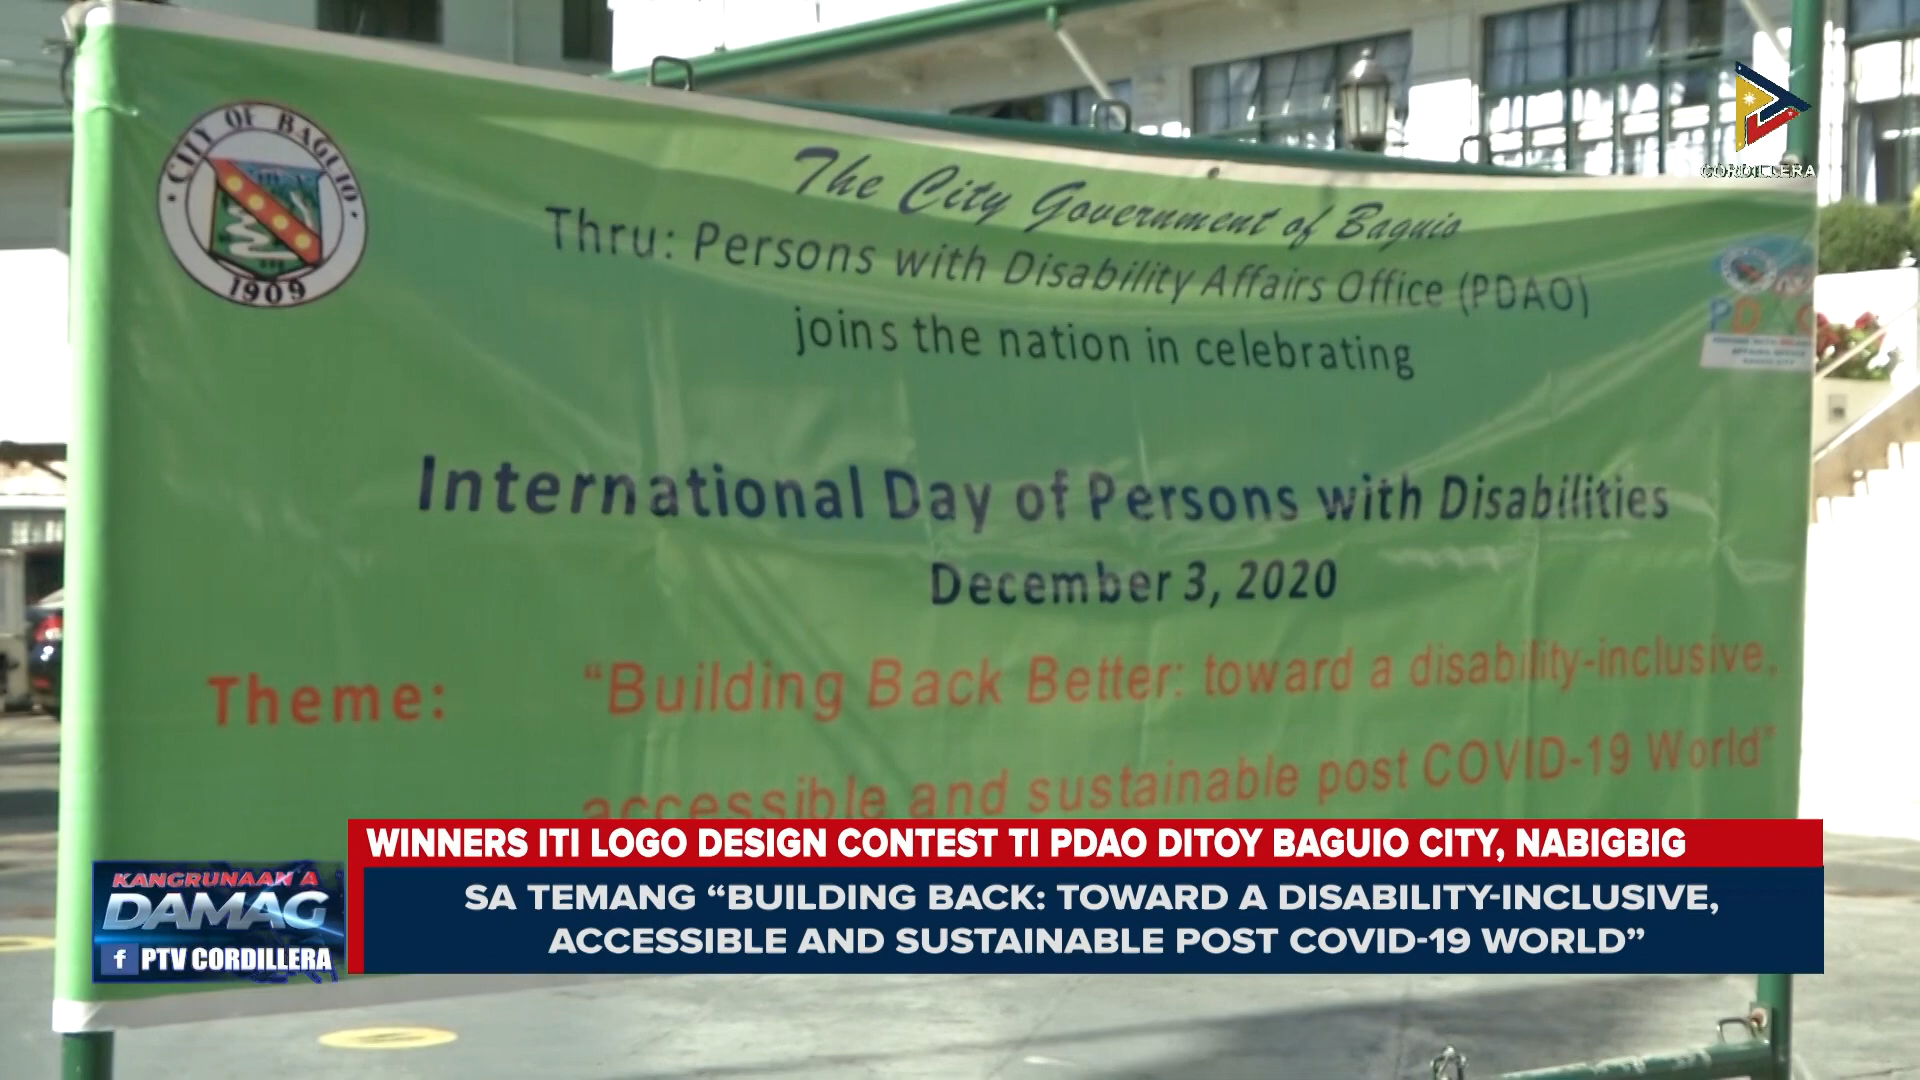 CITY OF BAGUIO
1909
CORDILLERA
The City Government of Baguio
Thru: Persons with Disability Affairs Office (PDAO)
joins the nation in celebrating
PDAO
International Day of Persons with Disabilities
December 3, 2020
Theme: “Building Back Better: toward a disability-inclusive,
accessible and sustainable post COVID-19 World”
WINNERS ITI LOGO DESIGN CONTEST TI PDAO DITOY BAGUIO CITY, NABIGBIG
SA TEMANG “BUILDING BACK: TOWARD A DISABILITY-INCLUSIVE,
ACCESSIBLE AND SUSTAINABLE POST COVID-19 WORLD”
KANGRUNAAN A
DAMAG
f PTV CORDILLERA